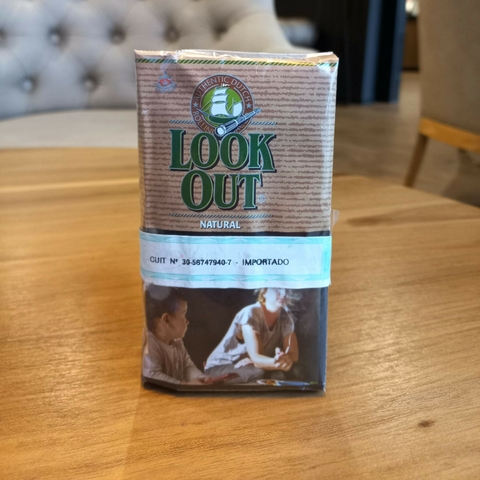 AUTHENTIC DUTCH
LOOK
OUT
NATURAL
CUIT Nº 30-58747940-7 - IMPORTADO